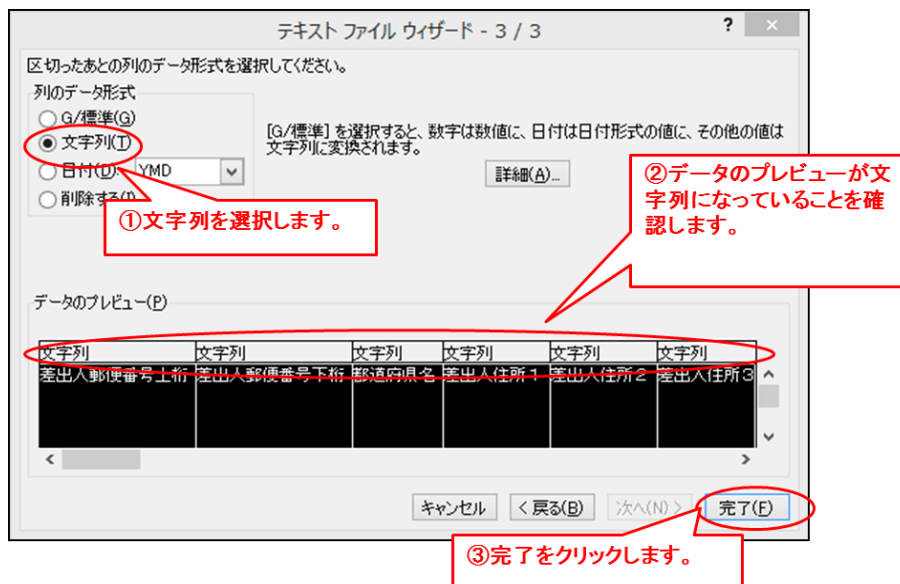 テキスト ファイル ウィザード - 3 / 3
? ×
区切ったあとの列のデータ形式を選択してください。
列のデータ形式
G/標準(G)
文字列(T)
日付(D): YMD
削除する(I)
[G/標準] を選択すると、数字は数値に、日付は日付形式の値に、その他の値は
文字列に変換されます。
詳細(A)...
①文字列を選択します。
②データのプレビューが文
字列になっていることを確
認します。
データのプレビュー(P)
文字列 文字列 文字列 文字列 文字列 文字列
差出人郵便番号上桁 差出人郵便番号下桁 都道府県名 差出人住所1 差出人住所2 差出人住所3
キャンセル < 戻る(B) 次へ(N) > 完了(F)
③完了をクリックします。